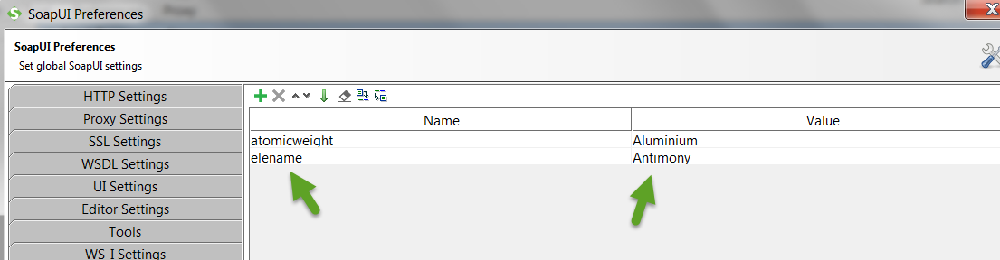 SoapUI Preferences
SoapUI Preferences
Set global SoapUI settings
HTTP Settings
Proxy Settings
SSL Settings
WSDL Settings
UI Settings
Editor Settings
Tools
WS-I Settings
Name Value
atomicweight Aluminium
elename Antimony